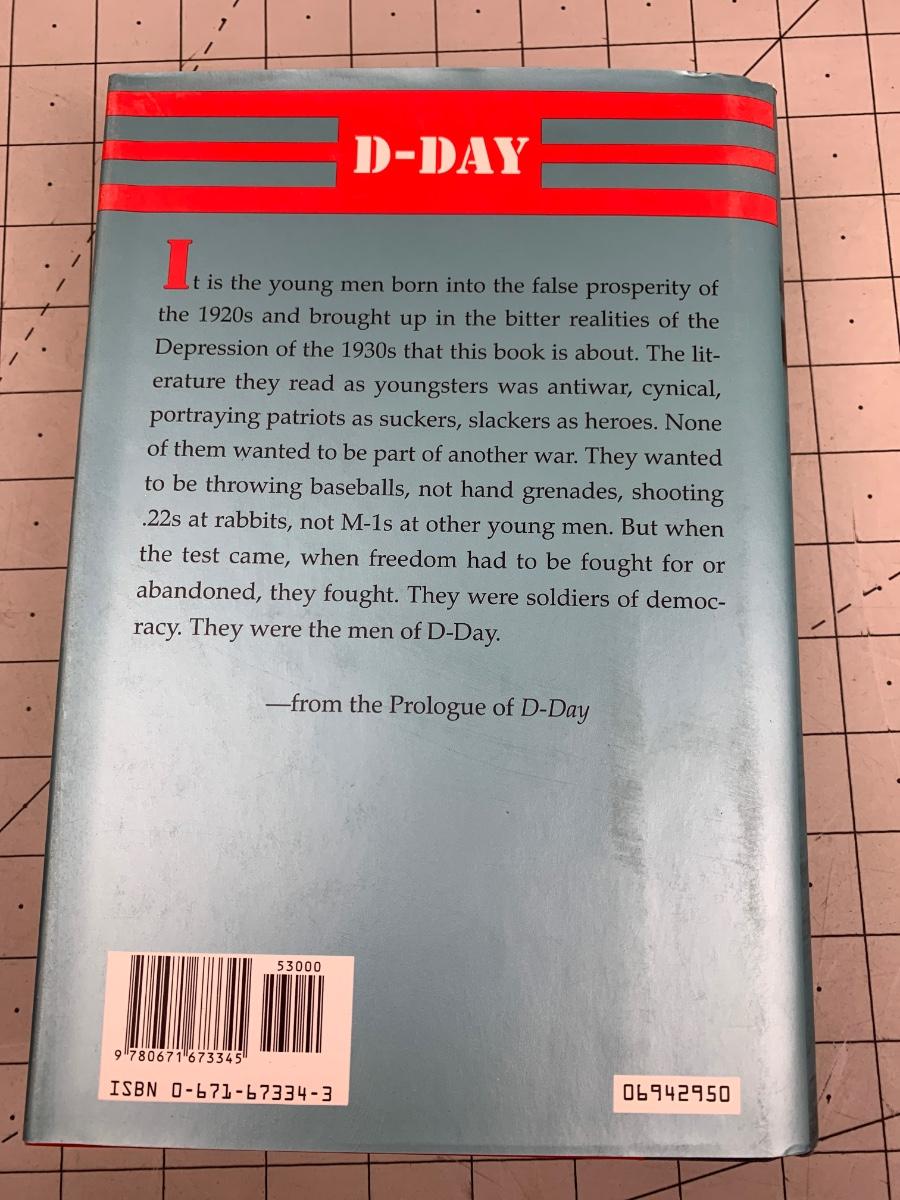 D-DAY
It is the young men born into the false prosperity of
the 1920s and brought up in the bitter realities of the
Depression of the 1930s that this book is about. The lit-
erature they read as youngsters was antiwar, cynical,
portraying patriots as suckers, slackers as heroes. None
of them wanted to be part of another war. They wanted
to be throwing baseballs, not hand grenades, shooting
.22s at rabbits, not M-1s at other young men. But when
the test came, when freedom had to be fought for or
abandoned, they fought. They were soldiers of democ-
racy. They were the men of D-Day.
—from the Prologue of D-Day
53000
9 780671 673345
ISBN 0-671-67334-3
06942950